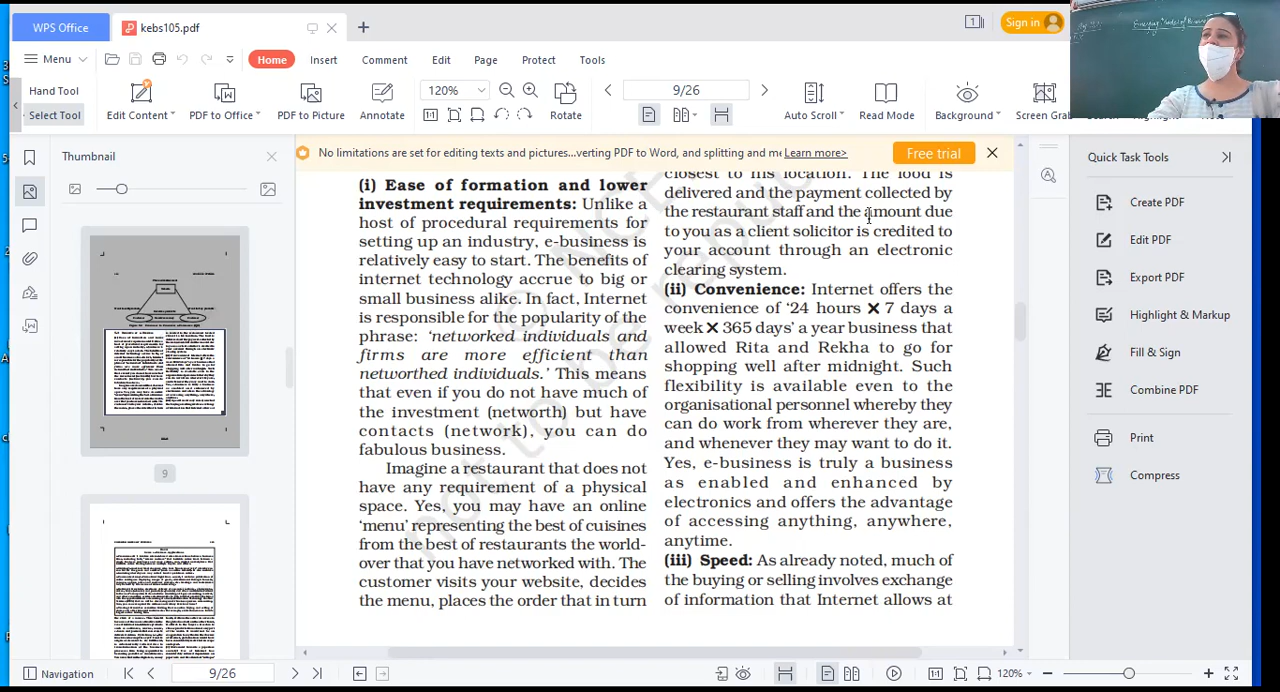 WPS Office
kebs105.pdf
Sign in
Menu
Home
Insert
Comment
Edit
Page
Protect
Tools
Hand Tool
Select Tool
Edit Content
PDF to Office
PDF to Picture
Annotate
120%
Rotate
9/26
Auto Scroll
Read Mode
Background
Screen Grab
Thumbnail
No limitations are set for editing texts and pictures...verting PDF to Word, and splitting and me Learn more>
Free trial
9
(i) Ease of formation and lower
investment requirements: Unlike a
host of procedural requirements for
setting up an industry, e-business is
relatively easy to start. The benefits of
internet technology accrue to big or
small business alike. In fact, Internet
is responsible for the popularity of the
phrase: ‘networked individuals and
firms are more efficient than
networthed individuals.’ This means
that even if you do not have much of
the investment (networth) but have
contacts (network), you can do
fabulous business.
Imagine a restaurant that does not
have any requirement of a physical
space. Yes, you may have an online
‘menu’ representing the best of cuisines
from the best of restaurants the world-
over that you have networked with. The
customer visits your website, decides
the menu, places the order that in turn
closest to his location. The food is
delivered and the payment collected by
the restaurant staff and the amount due
to you as a client solicitor is credited to
your account through an electronic
clearing system.
(ii) Convenience: Internet offers the
convenience of ‘24 hours × 7 days a
week × 365 days’ a year business that
allowed Rita and Rekha to go for
shopping well after midnight. Such
flexibility is available even to the
organisational personnel whereby they
can do work from wherever they are,
and whenever they may want to do it.
Yes, e-business is truly a business
as enabled and enhanced by
electronics and offers the advantage
of accessing anything, anywhere,
anytime.
(iii) Speed: As already noted, much of
the buying or selling involves exchange
of information that Internet allows at
Quick Task Tools
Create PDF
Edit PDF
Export PDF
Highlight & Markup
Fill & Sign
Combine PDF
Print
Compress
Navigation
9/26
120%